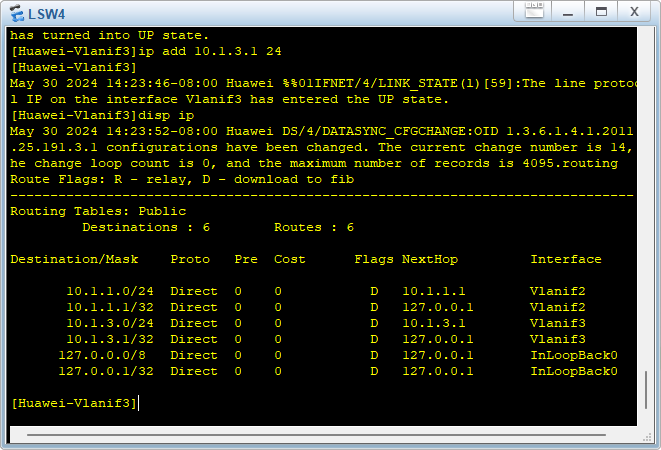 LSW4
has turned into UP state.
[Huawei-Vlanif3]ip add 10.1.3.1 24
[Huawei-Vlanif3]
May 30 2024 14:23:46-08:00 Huawei %%01IFNET/4/LINK_STATE(l)[59]:The line protoc
l IP on the interface Vlanif3 has entered the UP state.
[Huawei-Vlanif3]disp ip
May 30 2024 14:23:52-08:00 Huawei DS/4/DATASYNC_CFGCHANGE:OID 1.3.6.1.4.1.2011
.25.191.3.1 configurations have been changed. The current change number is 14,
he change loop count is 0, and the maximum number of records is 4095.routing
Route Flags: R - relay, D - download to fib
------------------------------------------------------------------------------
Routing Tables: Public
         Destinations : 6        Routes : 6

Destination/Mask    Proto   Pre  Cost      Flags NextHop         Interface

       10.1.1.0/24  Direct  0    0           D   10.1.1.1        Vlanif2
       10.1.1.1/32  Direct  0    0           D   127.0.0.1       Vlanif2
       10.1.3.0/24  Direct  0    0           D   10.1.3.1        Vlanif3
       10.1.3.1/32  Direct  0    0           D   127.0.0.1       Vlanif3
      127.0.0.0/8   Direct  0    0           D   127.0.0.1       InLoopBack0
      127.0.0.1/32  Direct  0    0           D   127.0.0.1       InLoopBack0

[Huawei-Vlanif3]